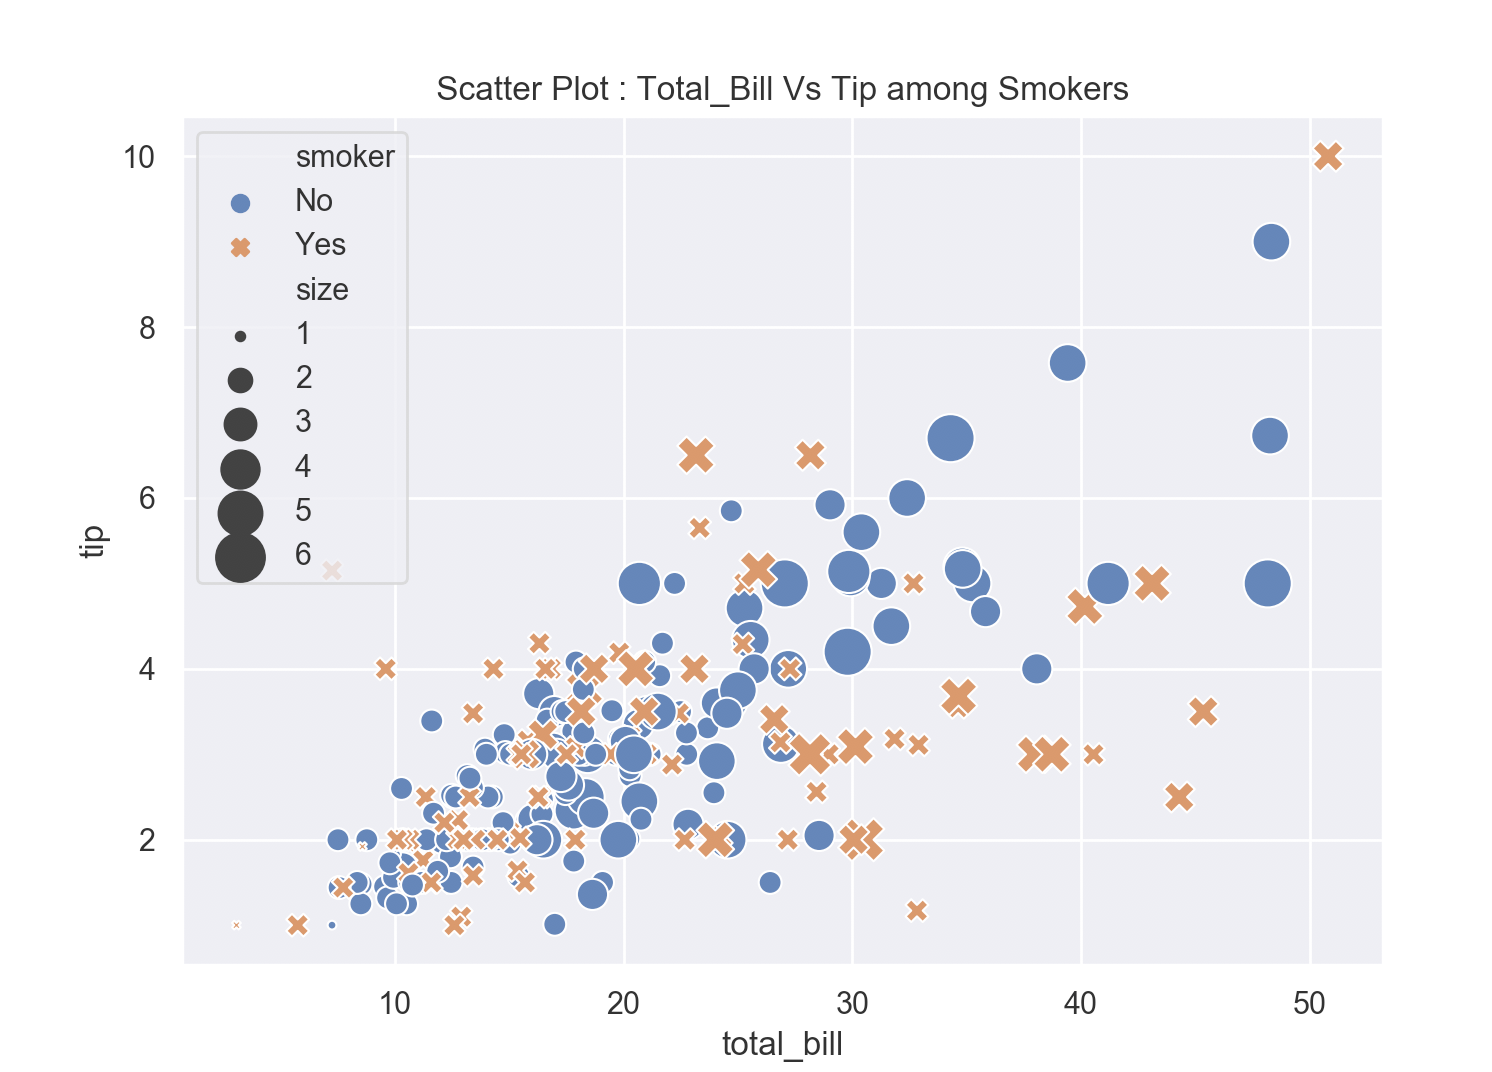 Scatter Plot : Total_Bill Vs Tip among Smokers
smoker
No
Yes
size
1
2
3
4
5
6
10
8
6
4
2
tip
10
20
30
40
50
total_bill